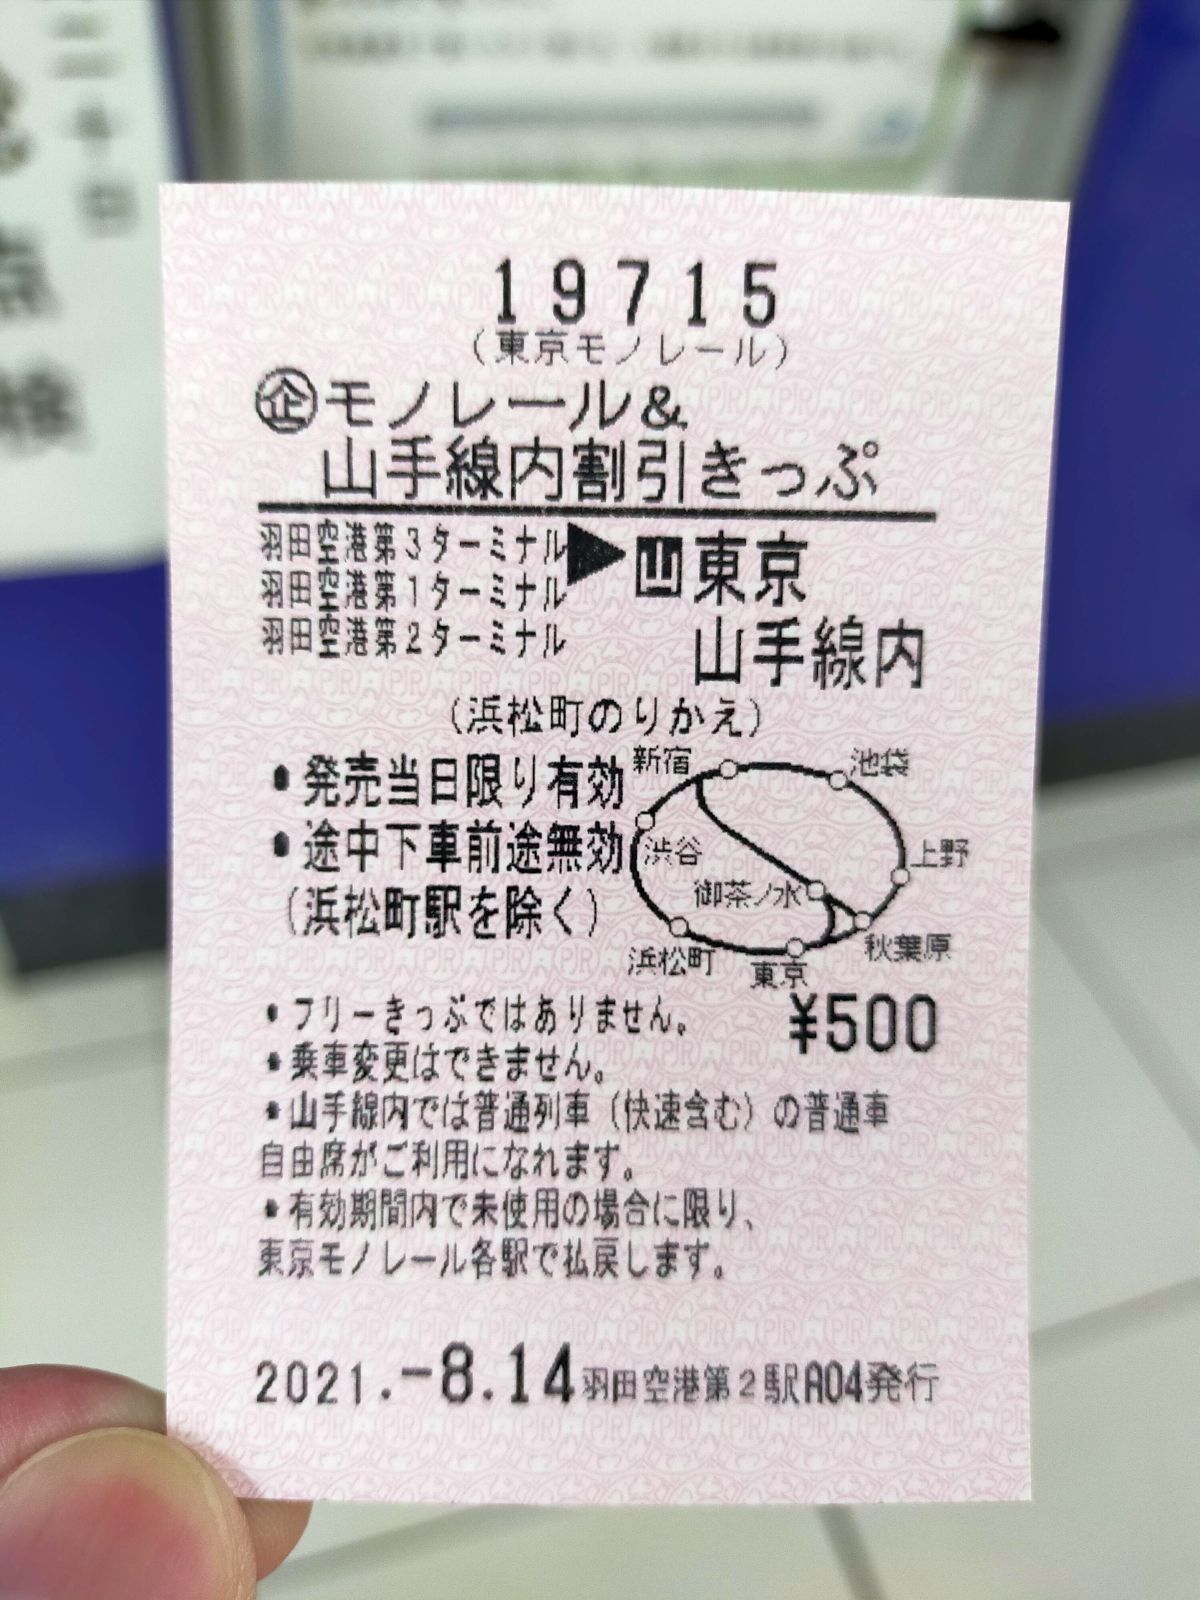 19715
(東京モノレール)
㊭モノレール&
山手線内割引きっぷ
羽田空港第3ターミナル
羽田空港第1ターミナル
羽田空港第2ターミナル
▶
山 東京
山手線内
(浜松町のりかえ)
・発売当日限り有効
・途中下車前途無効
(浜松町駅を除く)
新宿
池袋
渋谷
上野
御茶ノ水
秋葉原
浜松町
東京
¥500
・フリーきっぷではありません。
・乗車変更はできません。
・山手線内では普通列車(快速含む)の普通車
自由席がご利用になれます。
・有効期間内で未使用の場合に限り、
東京モノレール各駅で払戻します。
2021.-8.14 羽田空港第2駅A04発行